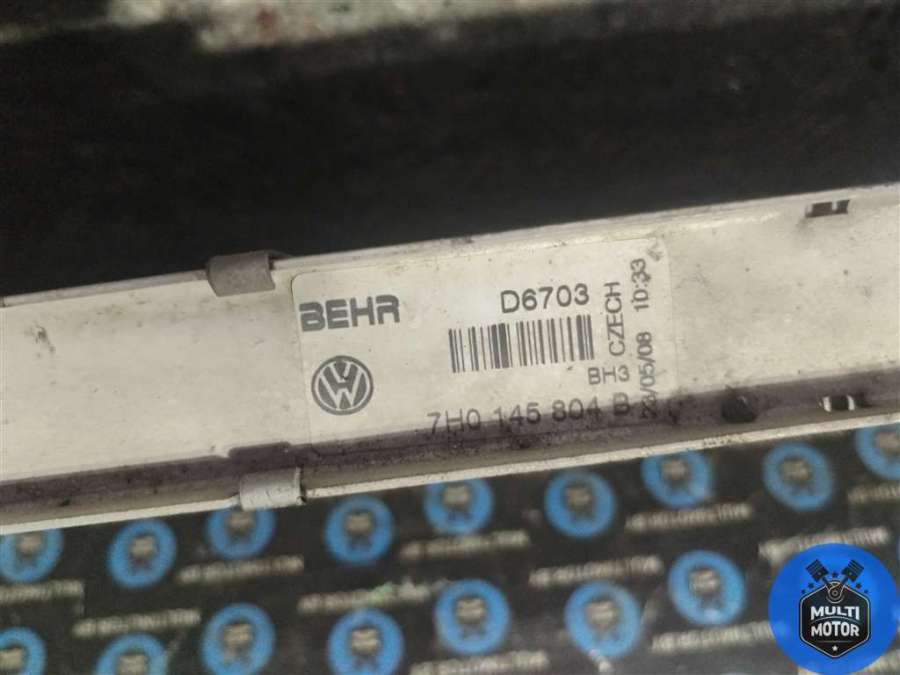 BEHR
D6703
CZECH
BH3
23/05/08 10:33
7H0 145 804 B
MULTI
MOTOR